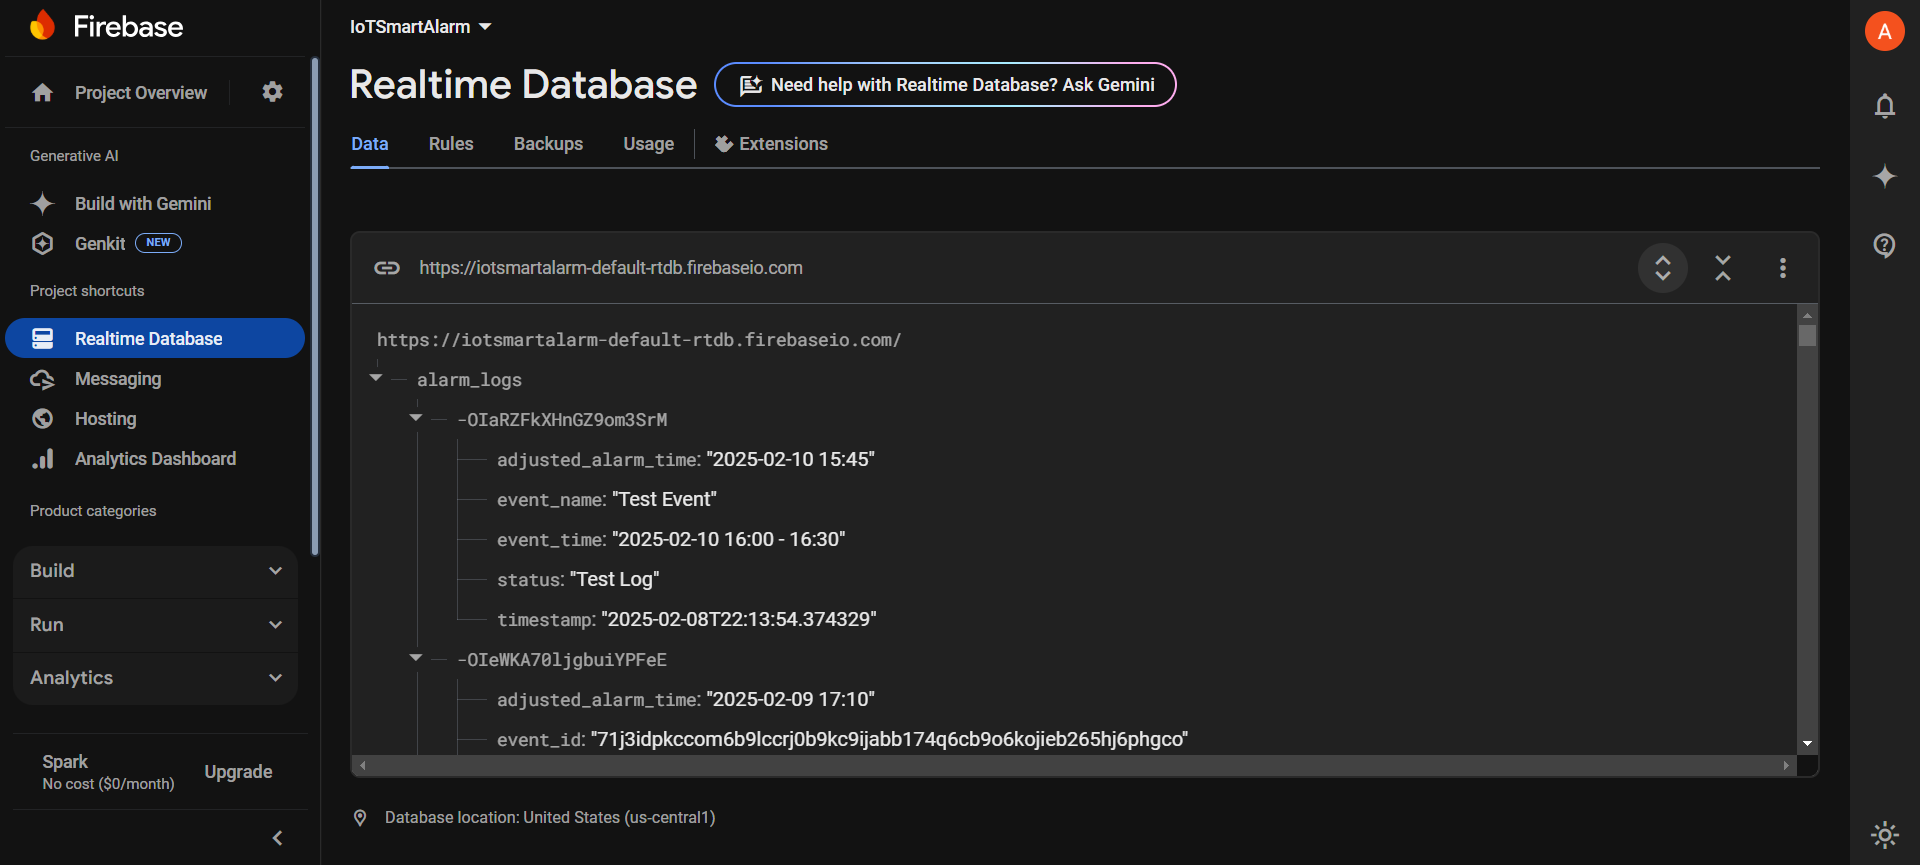 Firebase
Project Overview
Generative AI
Build with Gemini
Genkit NEW
Project shortcuts
Realtime Database
Messaging
Hosting
Analytics Dashboard
Product categories
Build
Run
Analytics
Spark
No cost ($0/month)
Upgrade
IoTSmartAlarm
Realtime Database
Need help with Realtime Database? Ask Gemini
Data Rules Backups Usage Extensions
https://iotsmartalarm-default-rtdb.firebaseio.com
https://iotsmartalarm-default-rtdb.firebaseio.com/
alarm_logs
-OIaRZFkXHnGZ9om3SrM
adjusted_alarm_time: "2025-02-10 15:45"
event_name: "Test Event"
event_time: "2025-02-10 16:00 - 16:30"
status: "Test Log"
timestamp: "2025-02-08T22:13:54.374329"
-OIeWKA70ljgbuiYPFeE
adjusted_alarm_time: "2025-02-09 17:10"
event_id: "71j3idpkccom6b9lccrj0b9kc9ijabb174q6cb9o6kojieb265hj6phgco"
Database location: United States (us-central1)
A